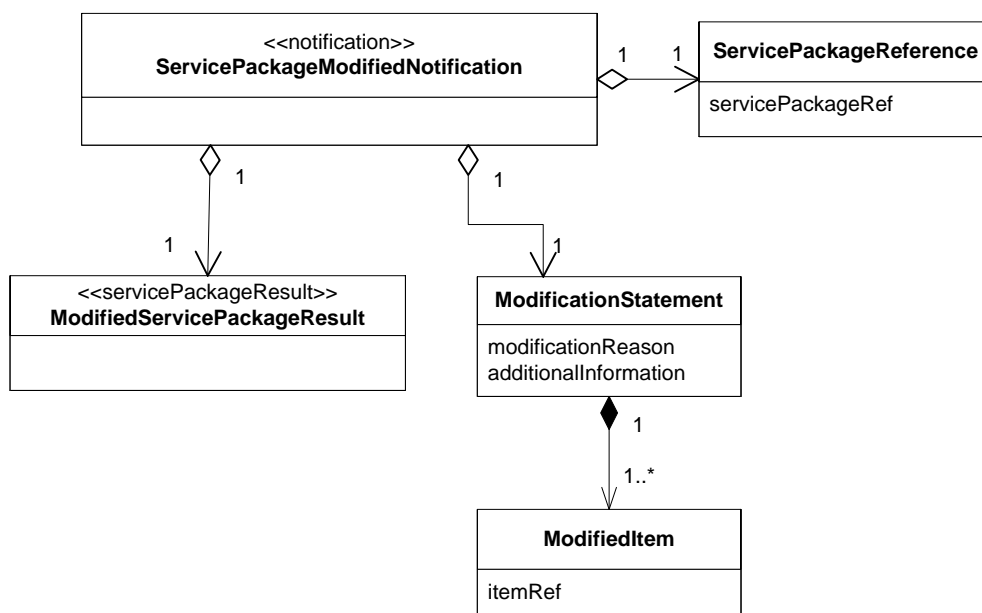 <<notification>>
ServicePackageModifiedNotification
1
1
ServicePackageReference
servicePackageRef
1
1
1
1
<<servicePackageResult>>
ModifiedServicePackageResult
ModificationStatement
modificationReason
additionalInformation
1
1..*
ModifiedItem
itemRef